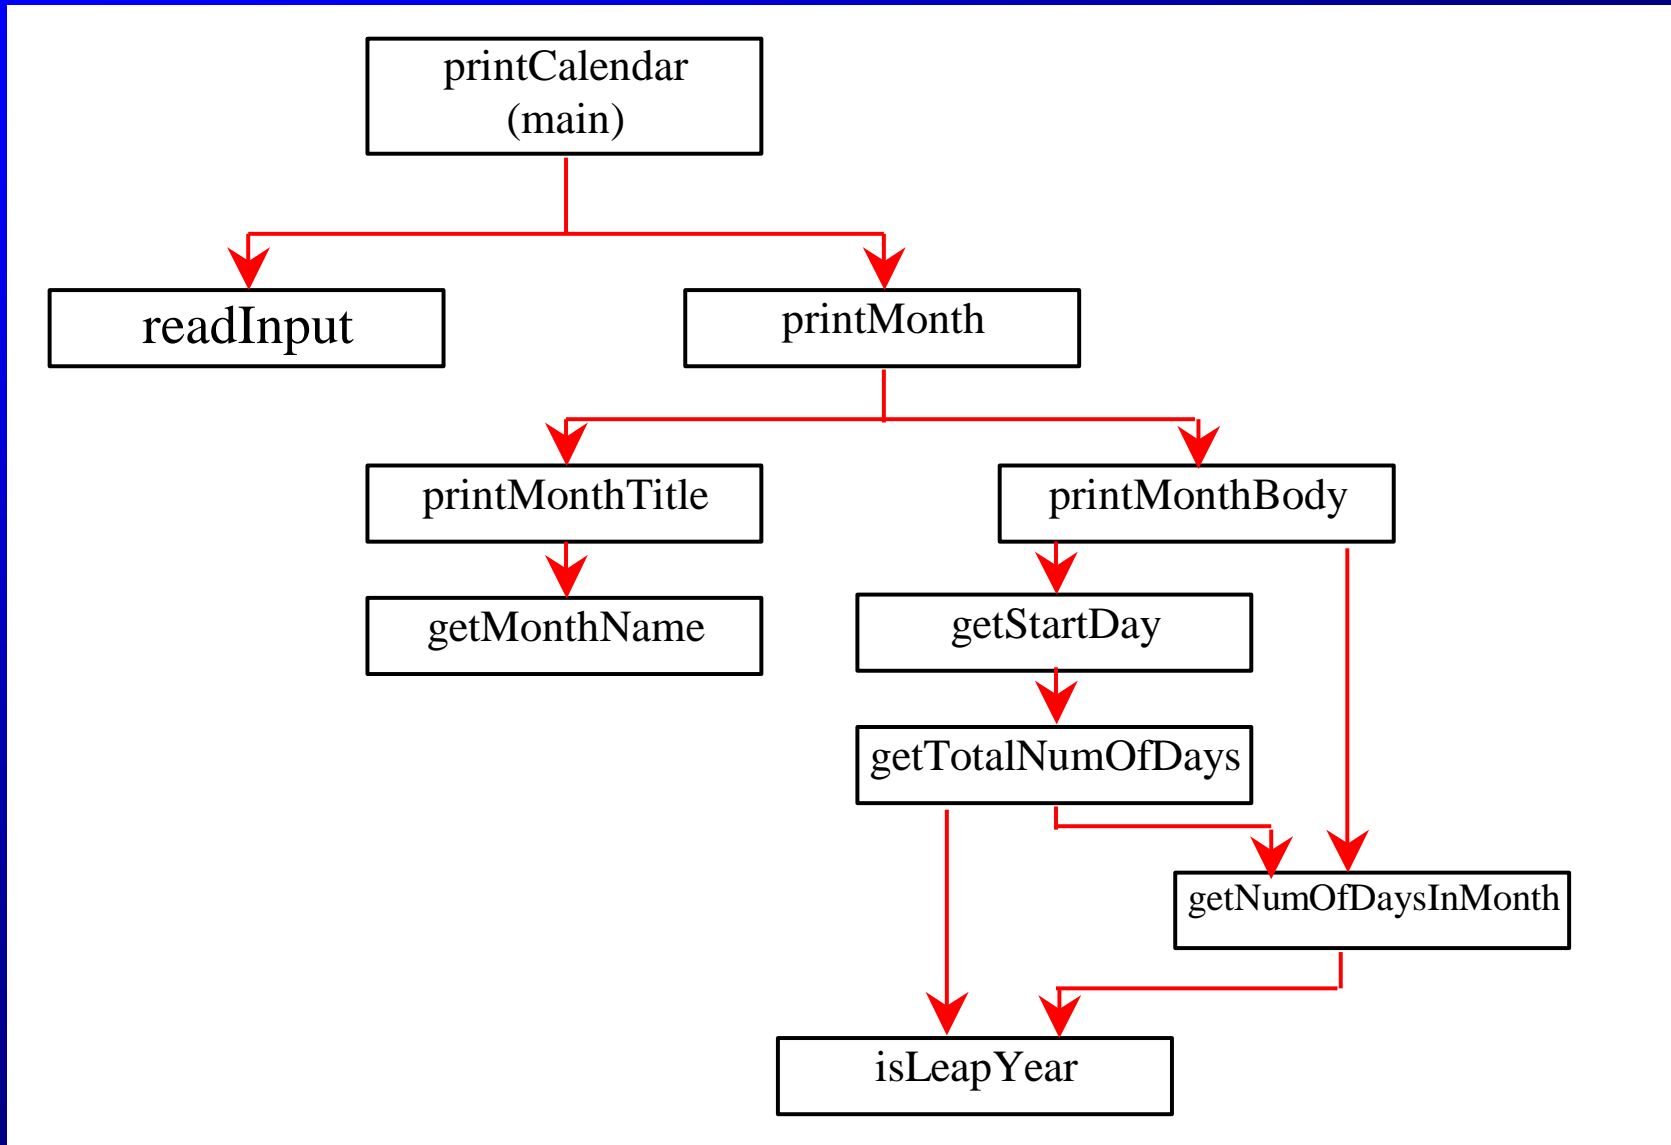 printCalendar
(main)
readInput
printMonth
printMonthTitle
printMonthBody
getMonthName
getStartDay
getTotalNumOfDays
getNumOfDaysInMonth
isLeapYear